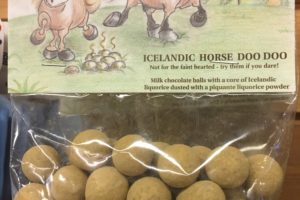 ICELANDIC HORSE DOO DOO
Not for the faint hearted - try them if you dare!
Milk chocolate balls with a core of Icelandic
liquorice dusted with a piquante liquorice powder